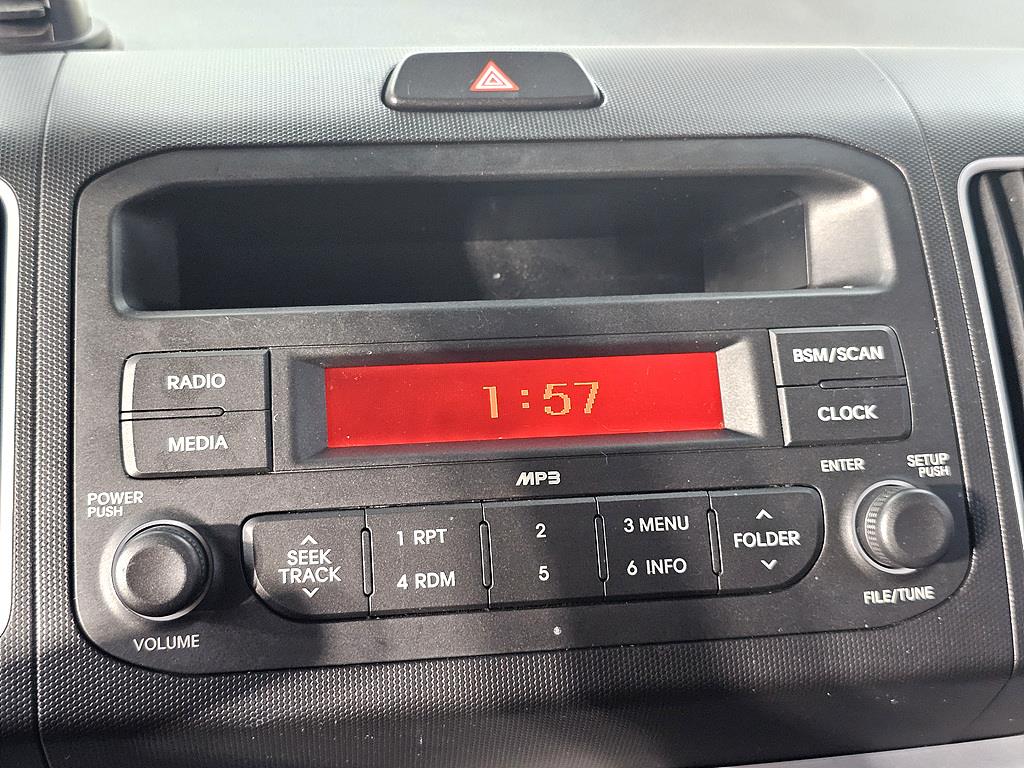 RADIO
MEDIA
1:57
BSM/SCAN
CLOCK
MP3
POWER
PUSH
VOLUME
SEEK
TRACK
1 RPT
4 RDM
2
5
3 MENU
6 INFO
FOLDER
ENTER
SETUP
PUSH
FILE/TUNE